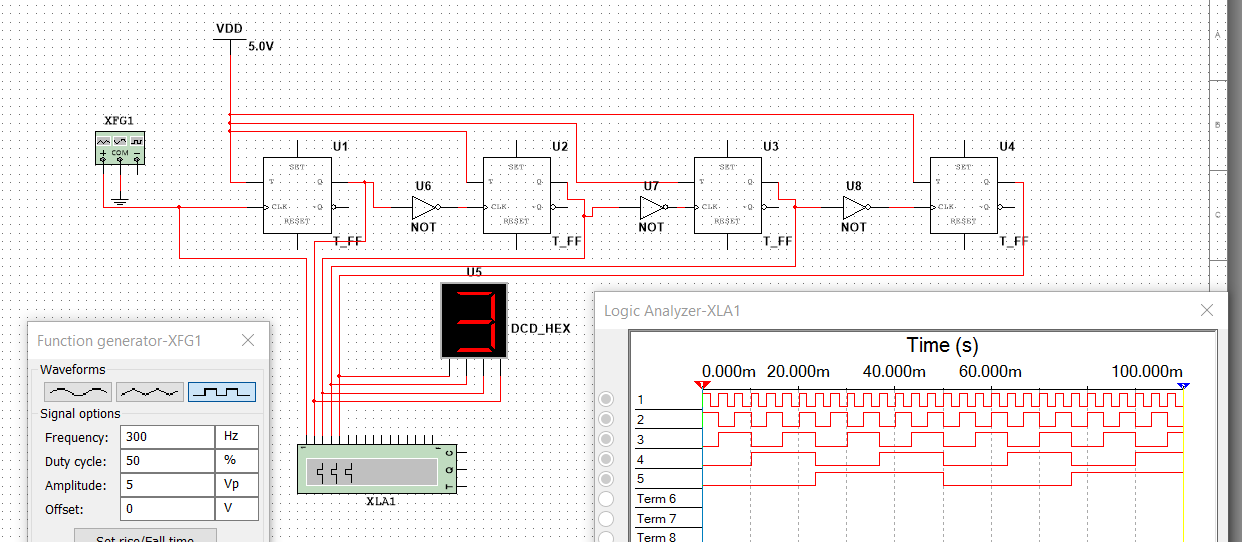 VDD
5.0V
XFG1
COM
U1
SET
T
Q
CLK
~Q
RESET
T_FF
U6
NOT
U2
SET
T
Q
CLK
~Q
RESET
T_FF
U7
NOT
U3
SET
T
Q
CLK
~Q
RESET
T_FF
U8
NOT
U4
SET
T
Q
CLK
~Q
RESET
T_FF
A
B
C
U5
3
DCD_HEX
XLA1
C
Q
T
Function generator-XFG1
Waveforms
Signal options
Frequency: 300 Hz
Duty cycle: 50 %
Amplitude: 5 Vp
Offset: 0 V
Set rise/Fall time
Logic Analyzer-XLA1
Time (s)
0.000m 20.000m 40.000m 60.000m 100.000m
1
2
3
4
5
Term 6
Term 7
Term 8